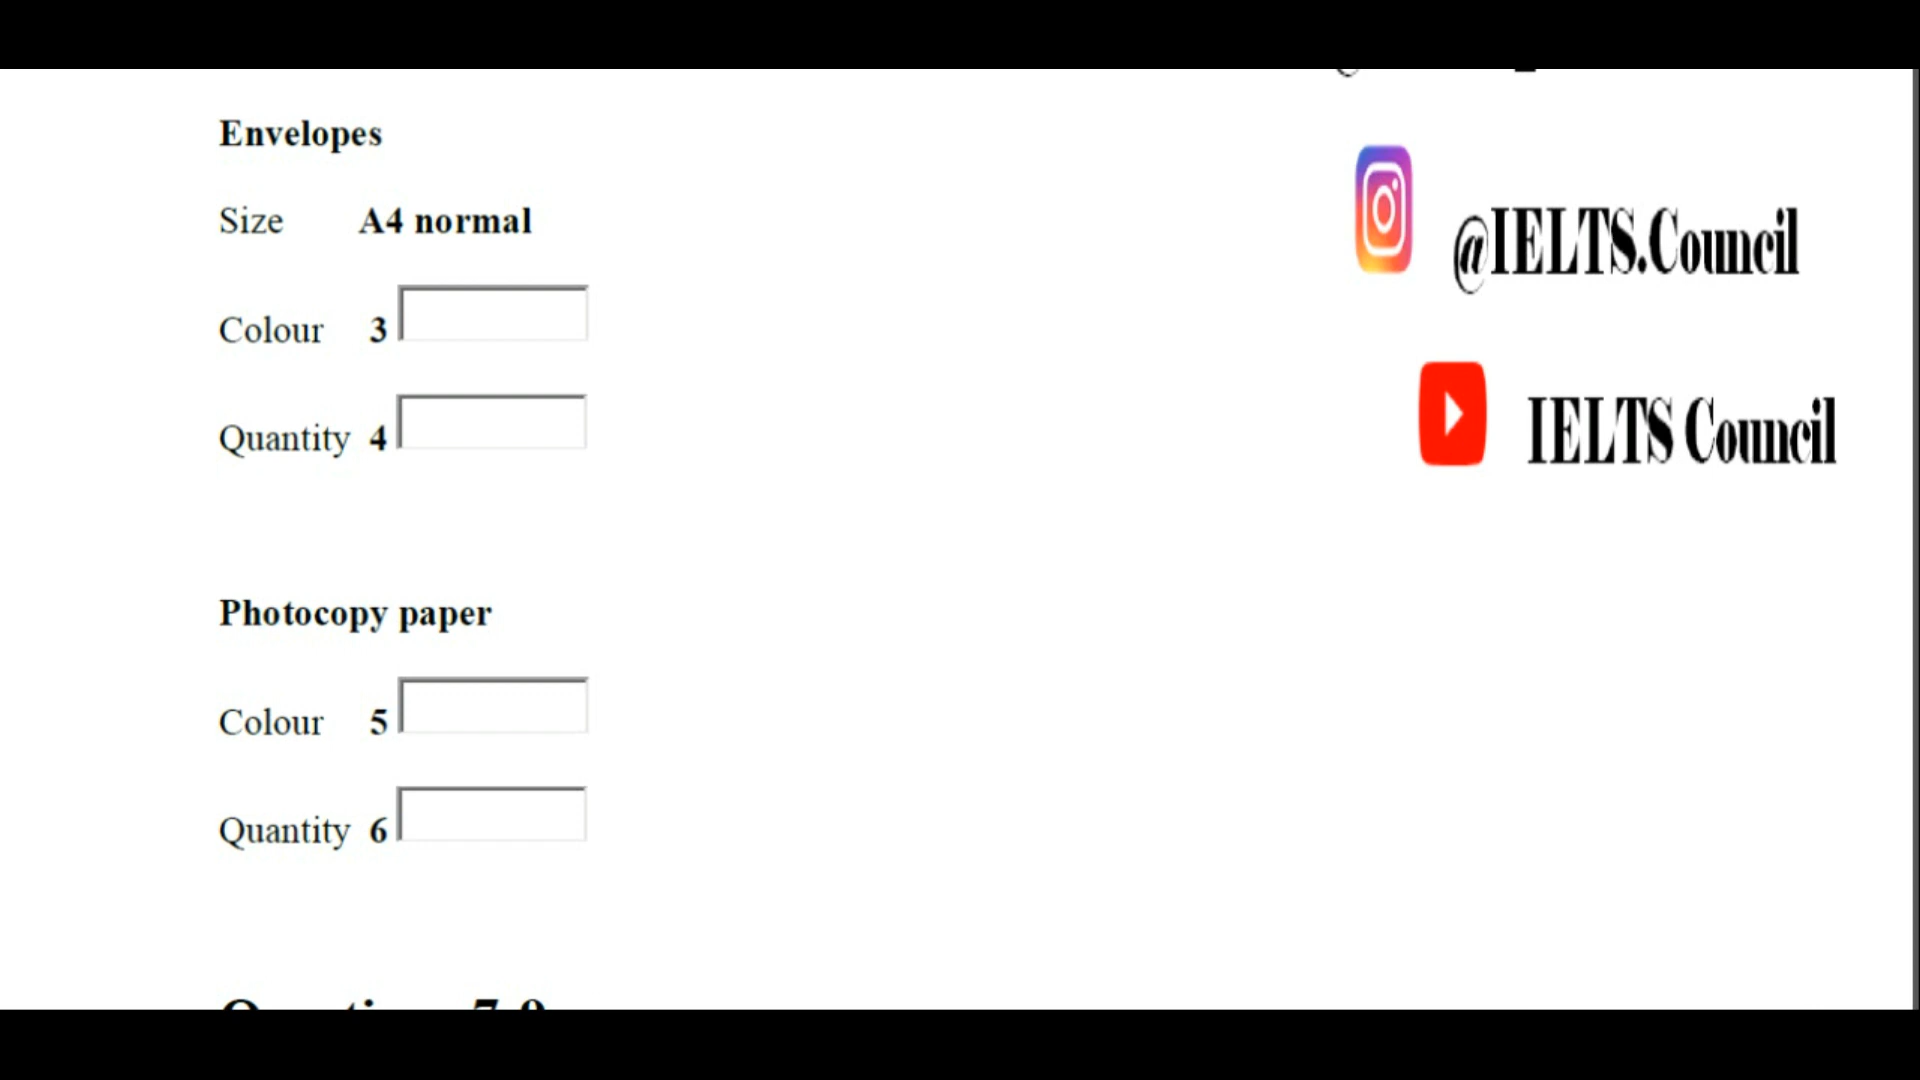 Envelopes
Size A4 normal
Colour 3
Quantity 4
Photocopy paper
Colour 5
Quantity 6
@IELTS.Council
IELTS Council